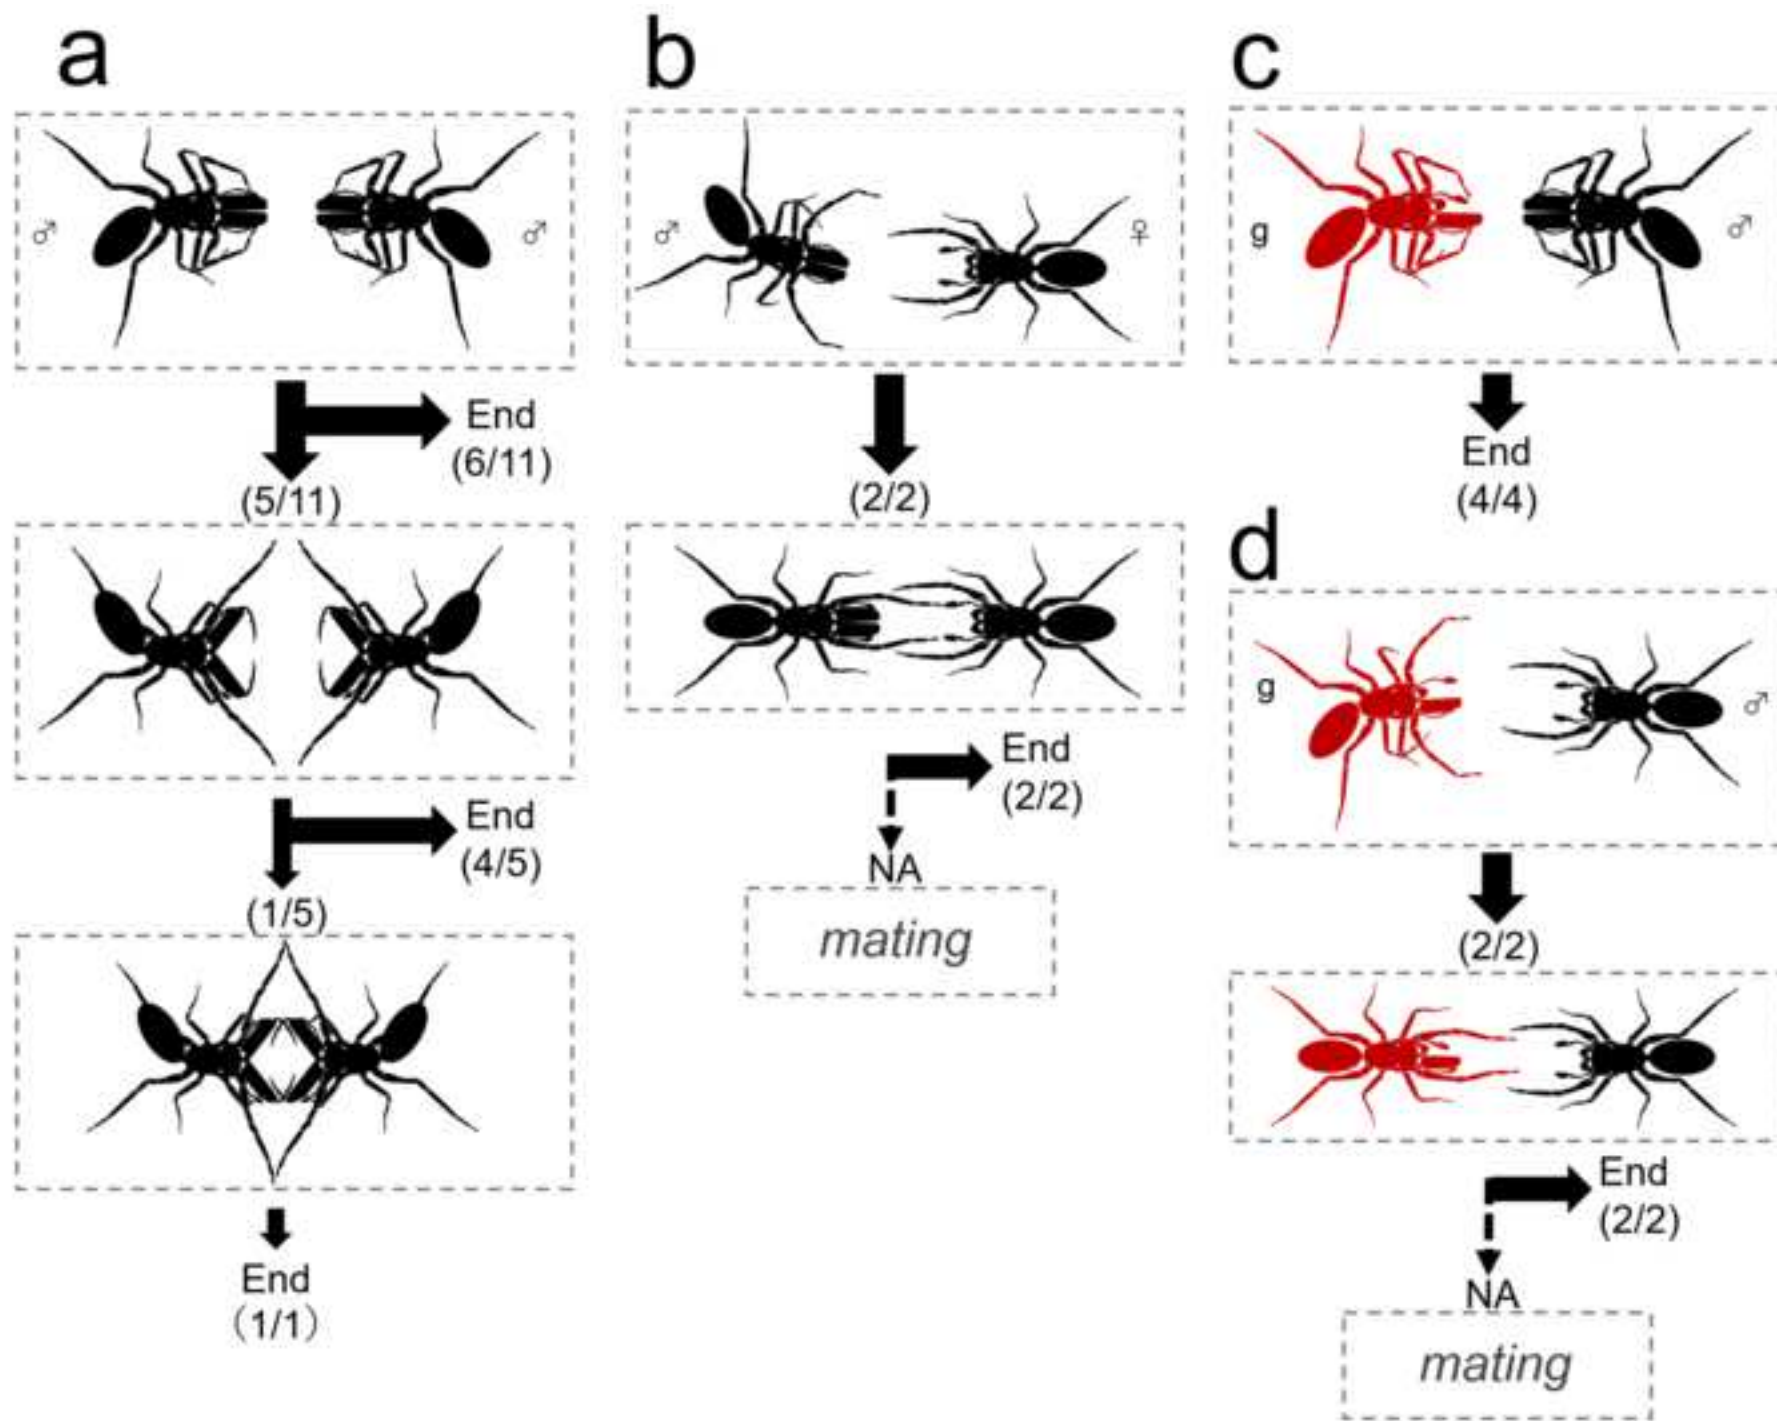 a
♂
♂
End
(6/11)
(5/11)
End
(4/5)
(1/5)
End
(1/1)
b
♂
♀
(2/2)
End
(2/2)
NA
mating
c
g
♂
End
(4/4)
d
g
♂
(2/2)
End
(2/2)
NA
mating